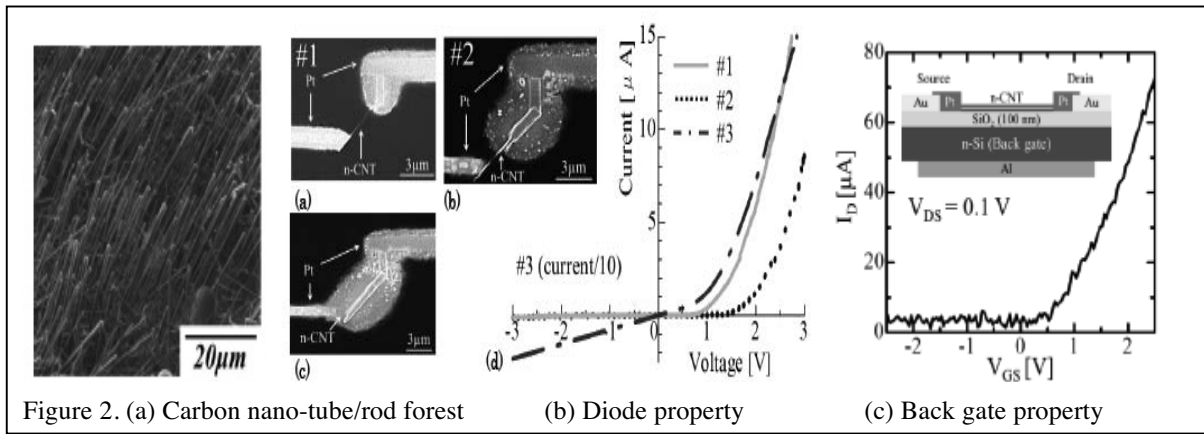 20µm
#1
Pt
n-CNT
3µm
(a)
#2
Pt
n-CNT
3µm
(b)
Pt
n-CNT
3µm
(c)
Current [μ A]
15
10
5
#1
#2
#3
#3 (current/10)
-3 -2 -1 0 1 2 3
(d)
Voltage [V]
I_D [µA]
80
60
40
20
0
Source Drain
n-CNT
Au Pt Pt Au
SiO₂ (100 nm)
n-Si (Back gate)
Al
V_DS = 0.1 V
-2 -1 0 1 2
V_GS [V]
Figure 2. (a) Carbon nano-tube/rod forest (b) Diode property (c) Back gate property